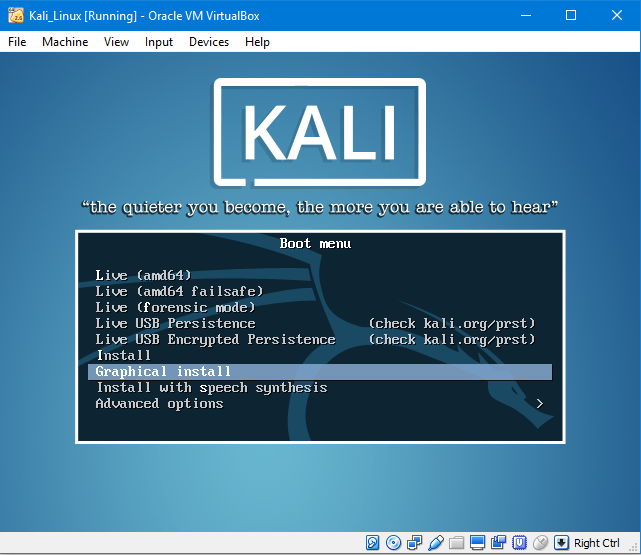 Kali_Linux [Running] - Oracle VM VirtualBox
File Machine View Input Devices Help
KALI
“the quieter you become, the more you are able to hear”
Boot menu
Live (amd64)
Live (amd64 failsafe)
Live (forensic mode)
Live USB Persistence (check kali.org/prst)
Live USB Encrypted Persistence (check kali.org/prst)
Install
Graphical install
Install with speech synthesis
Advanced options >
Right Ctrl